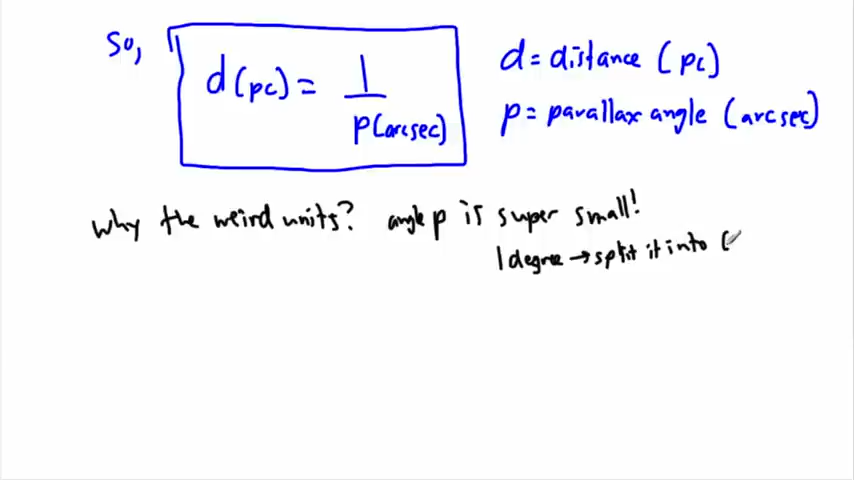 So,
d(pc) = 1 / p(arcsec)
d = distance (pc)
p = parallax angle (arcsec)
why the weird units? angle p is super small!
1 degree → split it into